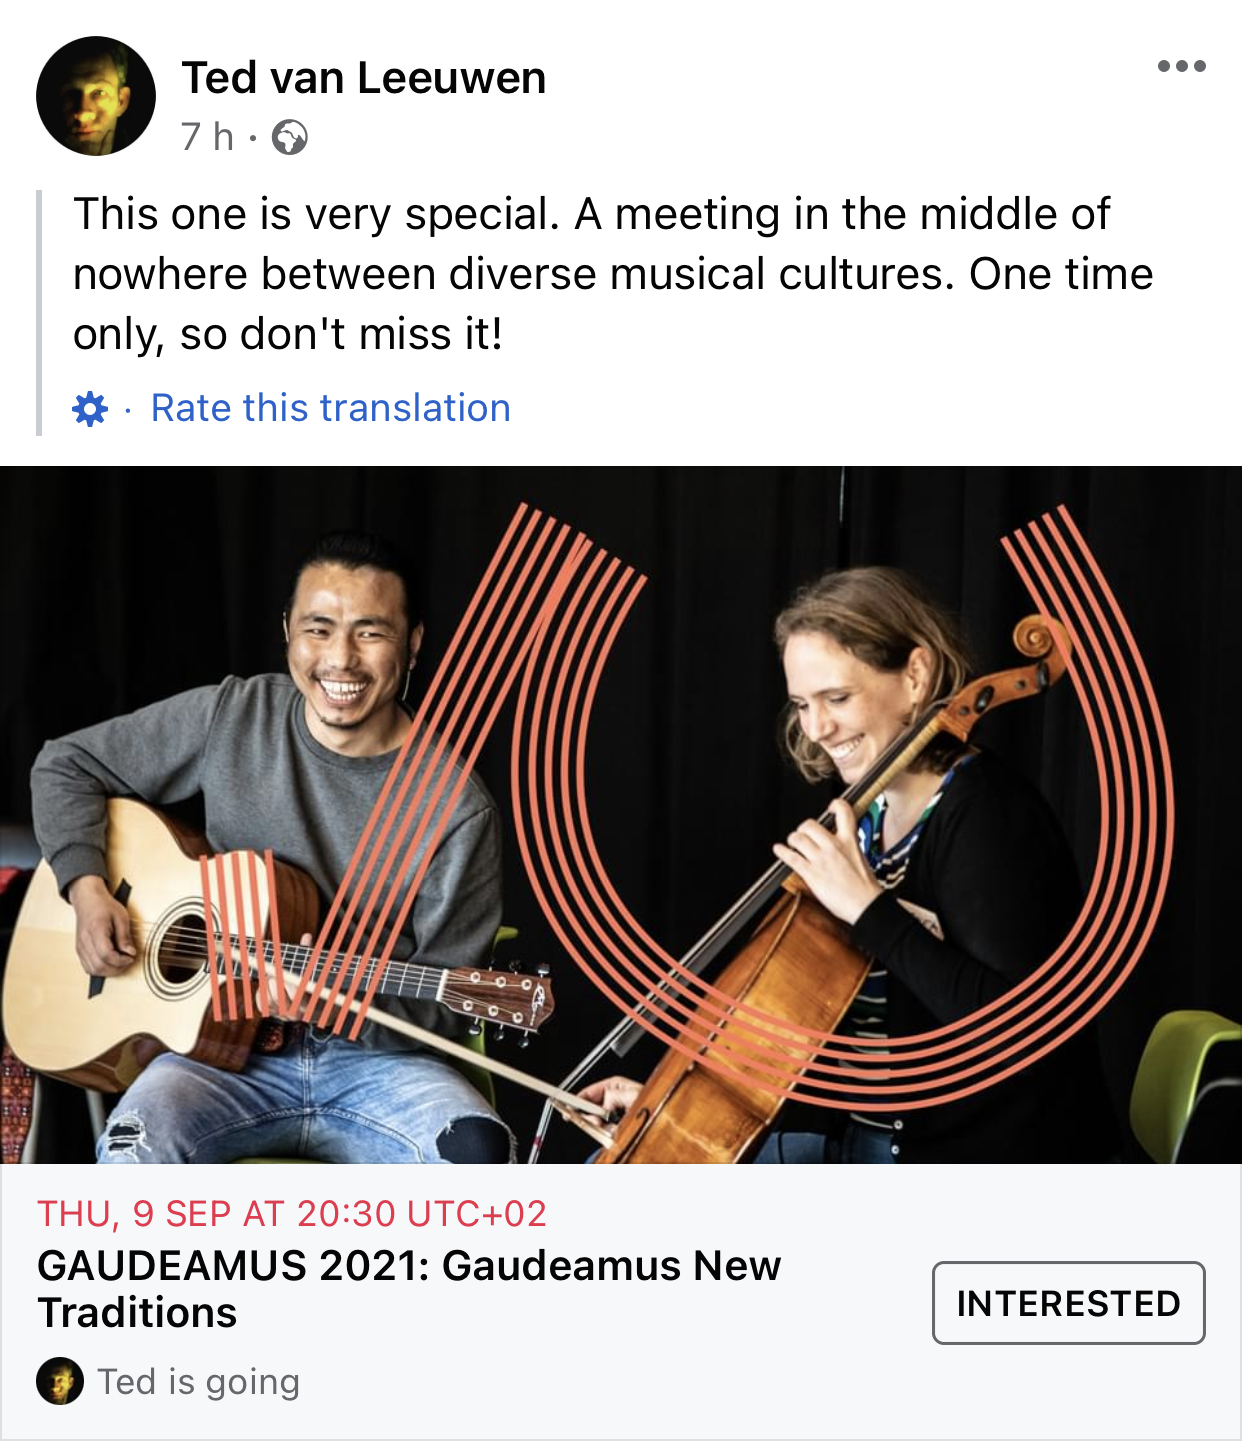 Ted van Leeuwen
7 h ·
This one is very special. A meeting in the middle of
nowhere between diverse musical cultures. One time
only, so don't miss it!
· Rate this translation
THU, 9 SEP AT 20:30 UTC+02
GAUDEAMUS 2021: Gaudeamus New
Traditions
INTERESTED
Ted is going